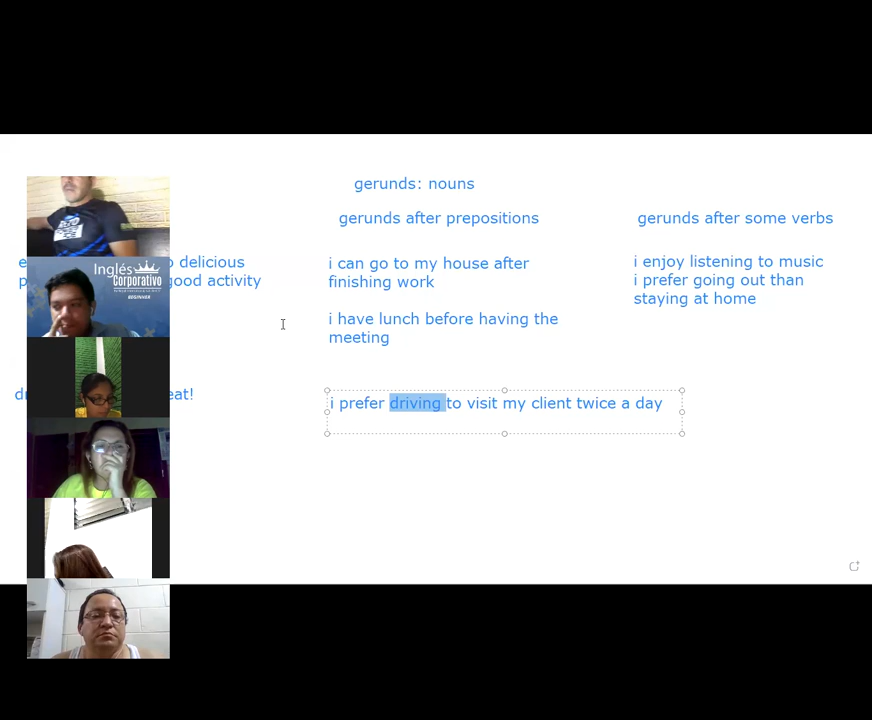 gerunds: nouns
gerunds after prepositions
gerunds after some verbs
delicious
good activity
i can go to my house after
finishing work
i have lunch before having the
meeting
i enjoy listening to music
i prefer going out than
staying at home
i prefer driving to visit my client twice a day
Inglés
Corporativo
BEGINNER